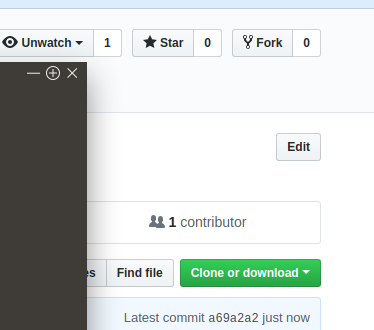 Unwatch 1 Star 0 Fork 0
Edit
1 contributor
es Find file Clone or download
Latest commit a69a2a2 just now